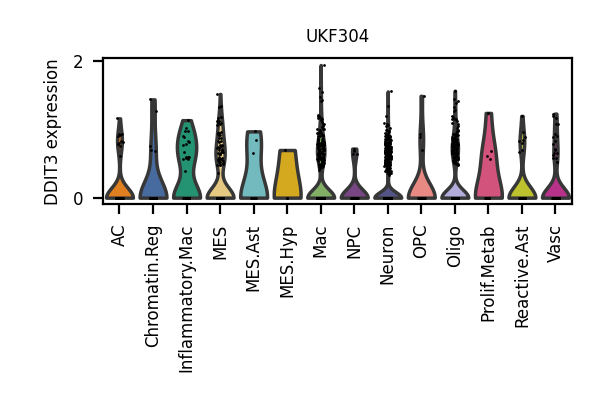 UKF304
DDIT3 expression
2
0
AC
Chromatin.Reg
Inflammatory.Mac
MES
MES.Ast
MES.Hyp
Mac
NPC
Neuron
OPC
Oligo
Prolif.Metab
Reactive.Ast
Vasc